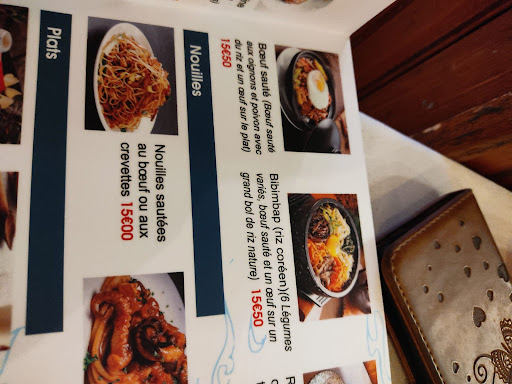 Bœuf sauté (Bœuf sauté
aux oignons et poivon avec
du riz et un œuf sur le plat)
15€50
Bibimbap (riz coréen)(6 Légumes
variés, bœuf sauté et un œuf sur un
grand bol de riz nature) 15€50
Nouilles
Nouilles sautées
au bœuf ou aux
crevettes 15€00
Plats